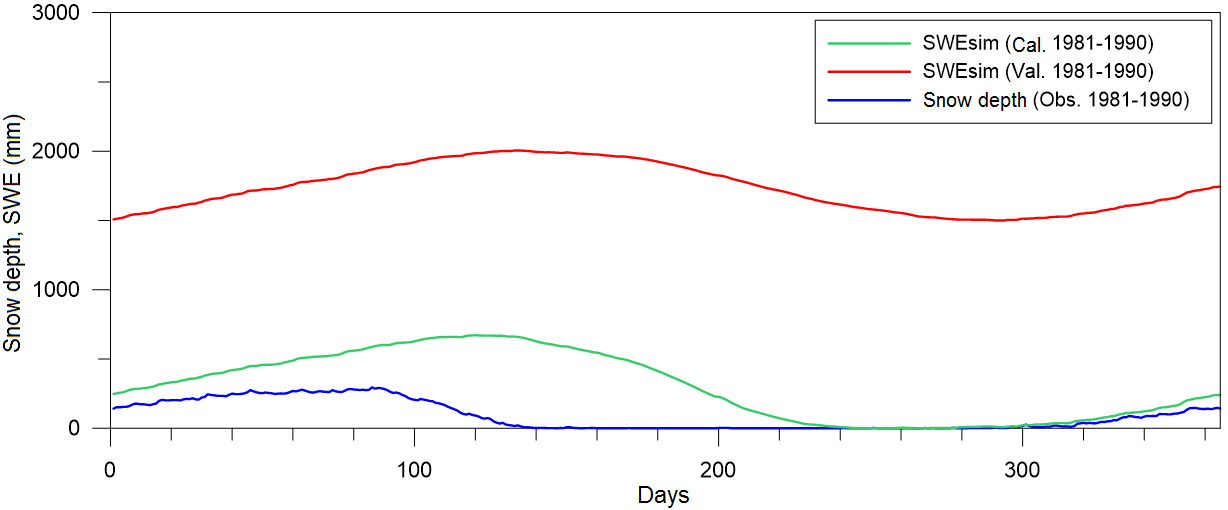 3000
2000
1000
0
Snow depth, SWE (mm)
SWEsim (Cal. 1981-1990)
SWEsim (Val. 1981-1990)
Snow depth (Obs. 1981-1990)
0 100 200 300
Days